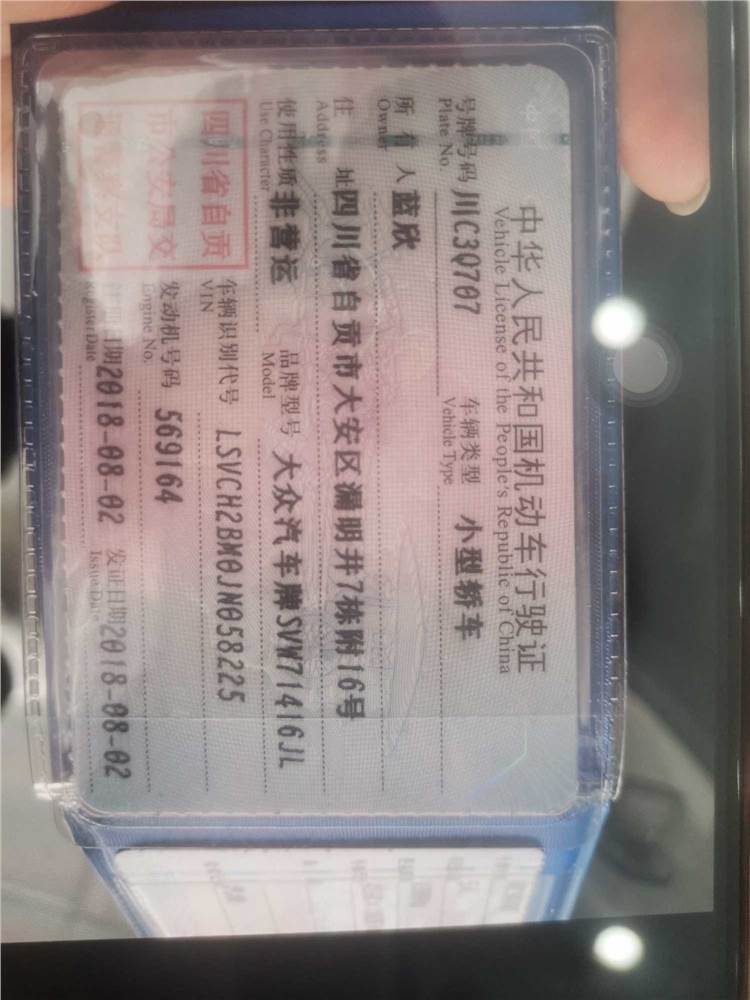 中华人民共和国机动车行驶证
Vehicle License of the People's Republic of China
号牌号码 川C3Q707 车辆类型 小型轿车
Plate No. Vehicle Type
所有人 蓝欣
Owner
住址 四川省自贡市大安区漏明井7栋附16号
Address
使用性质 非营运 品牌型号 大众汽车牌SVW71416JL
Use Character Model
四川省自贡
市公安局交
车辆识别代号 LSVCH2BM0JN058225
VIN
发动机号码 569164
Engine No.
注册日期 2018-08-02 发证日期 2018-08-02
Register Date Issue Date